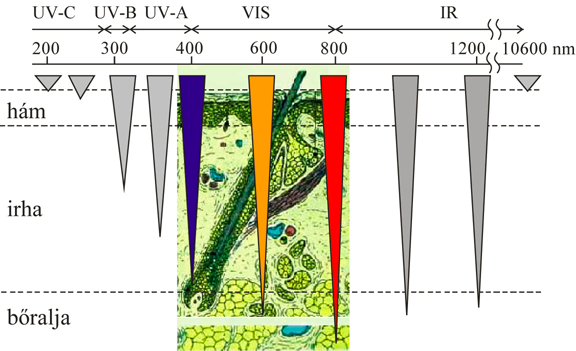 UV-C UV-B UV-A VIS IR
200 300 400 600 800 1200 10600 nm
hám
irha
bőralja